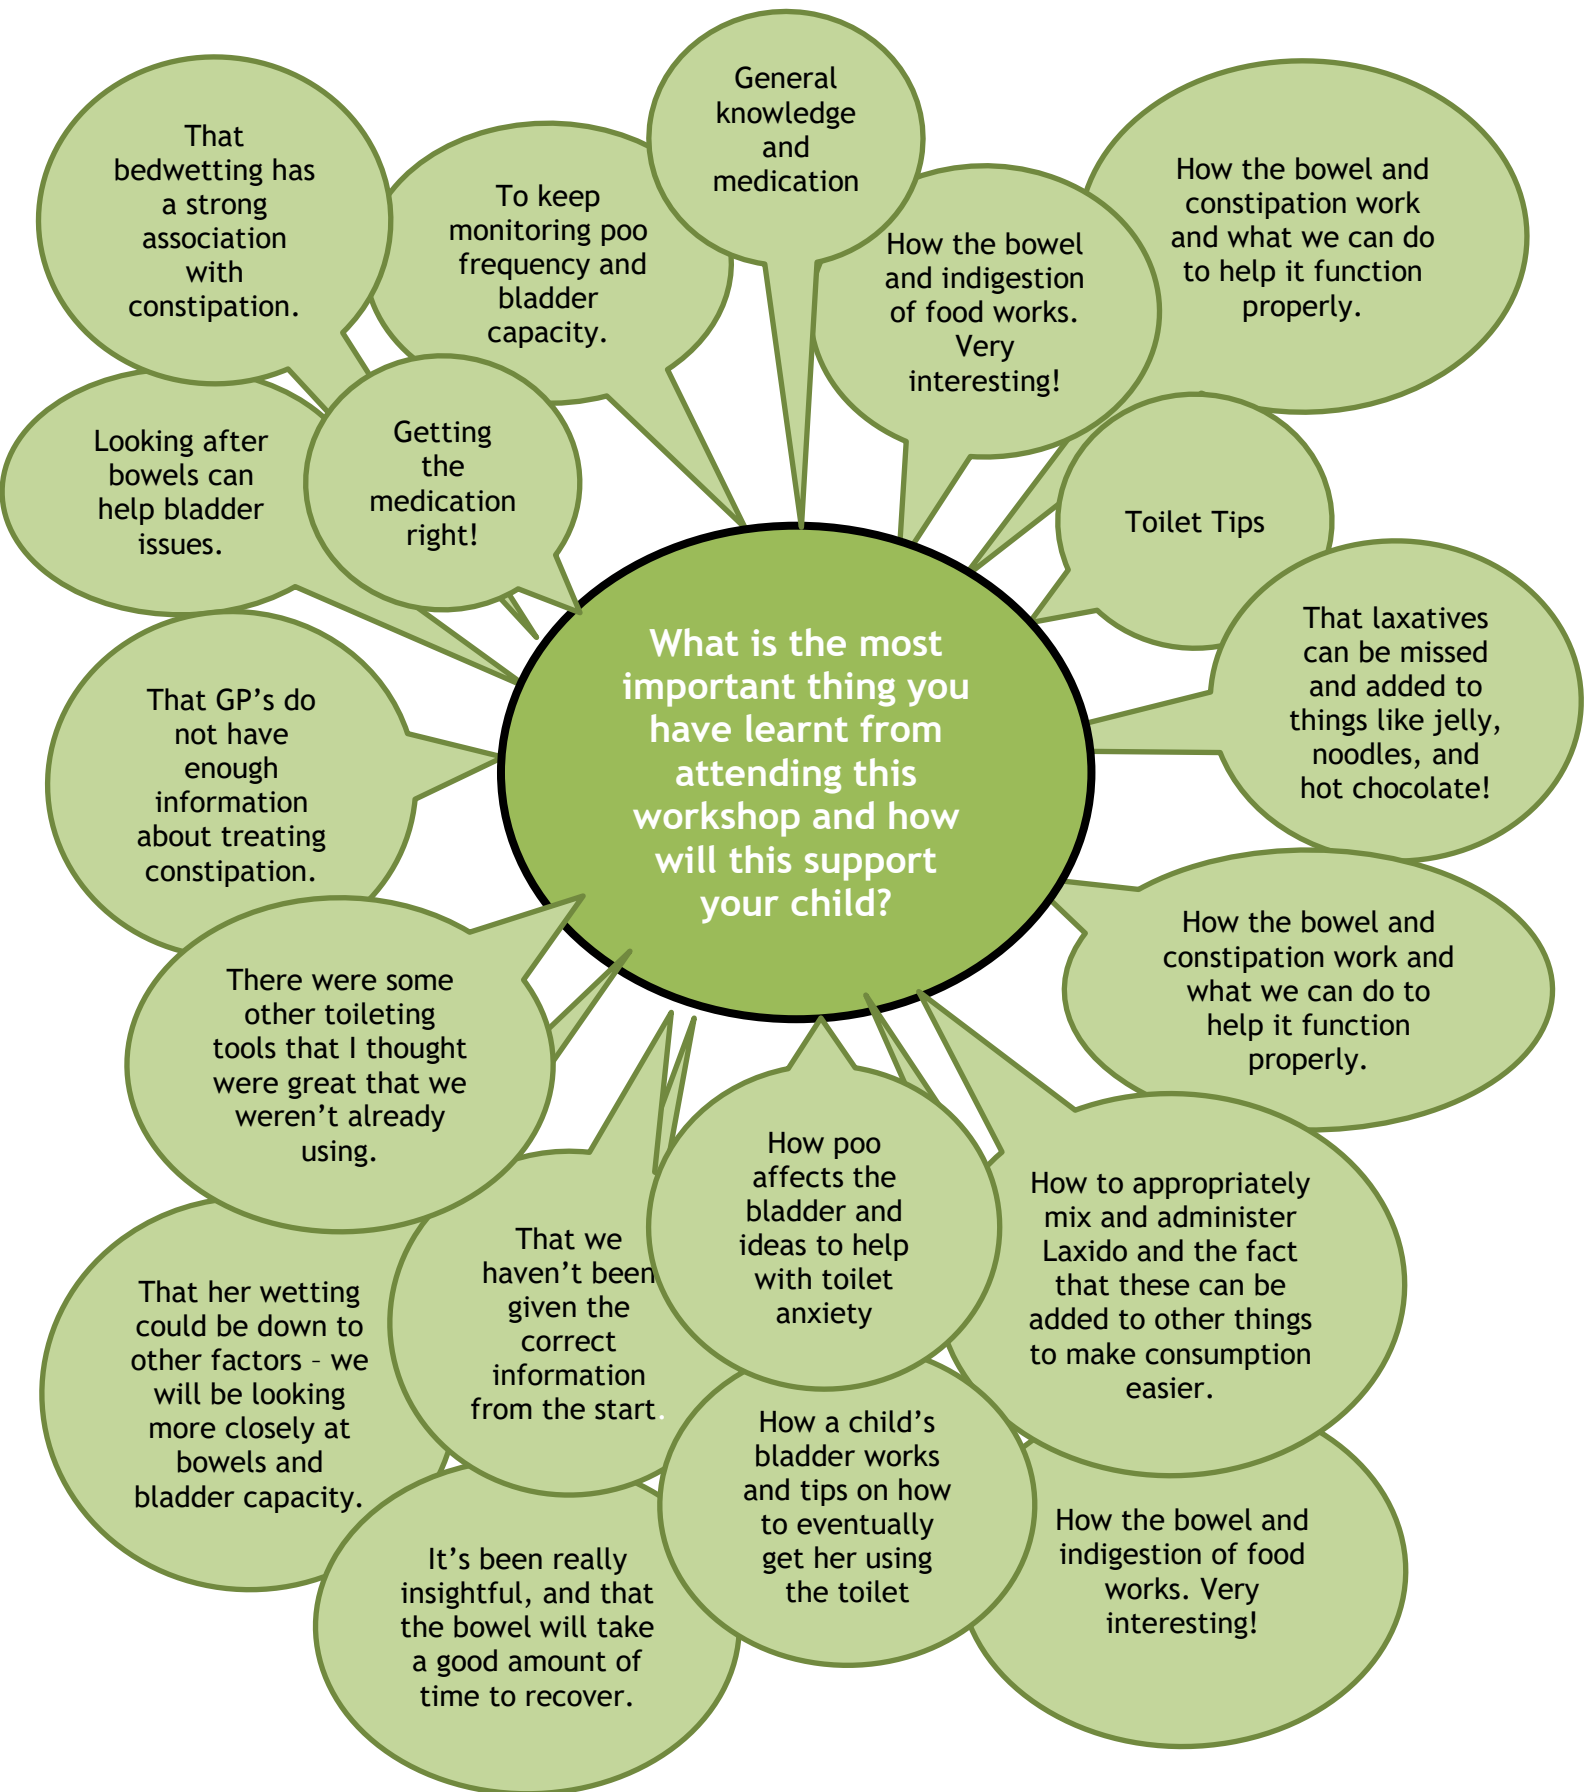 General
knowledge
and
medication
That
bedwetting has
a strong
association
with
constipation.
To keep
monitoring poo
frequency and
bladder
capacity.
How the bowel
and indigestion
of food works.
Very
interesting!
How the bowel and
constipation work
and what we can do
to help it function
properly.
Looking after
bowels can
help bladder
issues.
Getting
the
medication
right!
Toilet Tips
That laxatives
can be missed
and added to
things like jelly,
noodles, and
hot chocolate!
What is the most
important thing you
have learnt from
attending this
workshop and how
will this support
your child?
That GP’s do
not have
enough
information
about treating
constipation.
How the bowel and
constipation work and
what we can do to
help it function
properly.
There were some
other toileting
tools that I thought
were great that we
weren’t already
using.
How poo
affects the
bladder and
ideas to help
with toilet
anxiety
How to appropriately
mix and administer
Laxido and the fact
that these can be
added to other things
to make consumption
easier.
That we
haven’t been
given the
correct
information
from the start.
That her wetting
could be down to
other factors – we
will be looking
more closely at
bowels and
bladder capacity.
How a child’s
bladder works
and tips on how
to eventually
get her using
the toilet
How the bowel and
indigestion of food
works. Very
interesting!
It’s been really
insightful, and that
the bowel will take
a good amount of
time to recover.